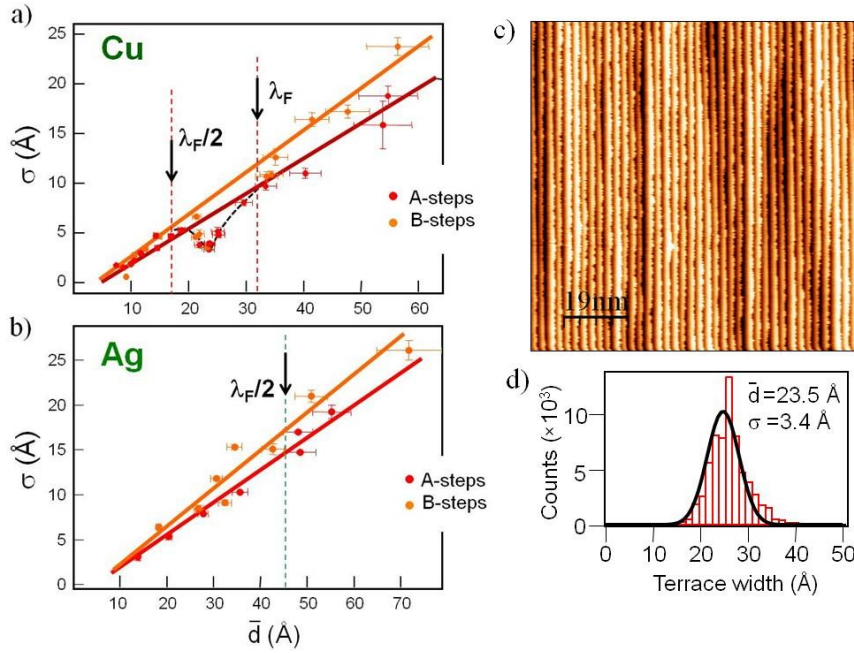 a)
Cu
25
20
15
10
5
0
σ (Å)
λF/2
λF
A-steps
B-steps
0 10 20 30 40 50 60
b)
Ag
25
20
15
10
5
0
σ (Å)
λF/2
A-steps
B-steps
10 20 30 40 50 60 70
d̄ (Å)
c)
19nm
d)
d̄ =23.5 Å
σ =3.4 Å
10
5
0
Counts (×10³)
0 10 20 30 40 50
Terrace width (Å)